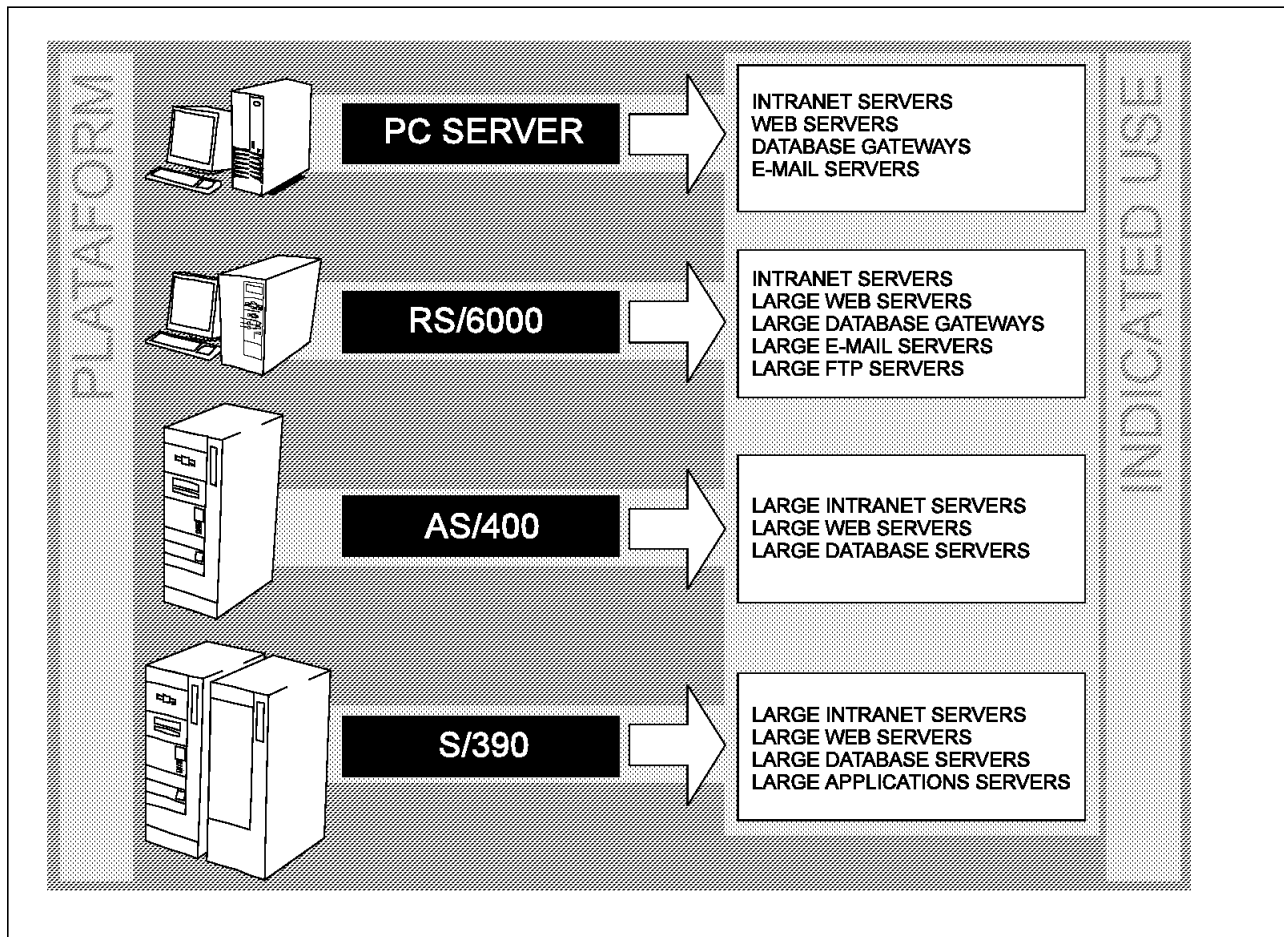 PLATAFORM
PC SERVER
INTRANET SERVERS
WEB SERVERS
DATABASE GATEWAYS
E-MAIL SERVERS
RS/6000
INTRANET SERVERS
LARGE WEB SERVERS
LARGE DATABASE GATEWAYS
LARGE E-MAIL SERVERS
LARGE FTP SERVERS
AS/400
LARGE INTRANET SERVERS
LARGE WEB SERVERS
LARGE DATABASE SERVERS
S/390
LARGE INTRANET SERVERS
LARGE WEB SERVERS
LARGE DATABASE SERVERS
LARGE APPLICATIONS SERVERS
INDICATED USE